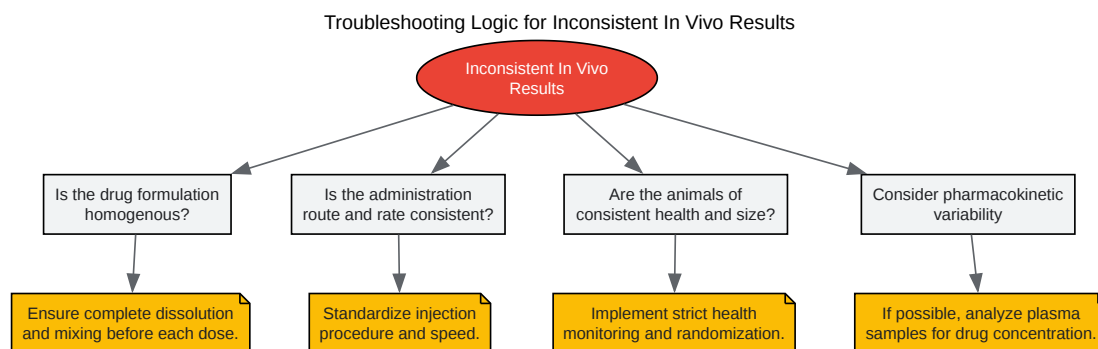 Troubleshooting Logic for Inconsistent In Vivo Results
Inconsistent In Vivo
Results
Is the drug formulation
homogenous?
Is the administration
route and rate consistent?
Are the animals of
consistent health and size?
Consider pharmacokinetic
variability
Ensure complete dissolution
and mixing before each dose.
Standardize injection
procedure and speed.
Implement strict health
monitoring and randomization.
If possible, analyze plasma
samples for drug concentration.